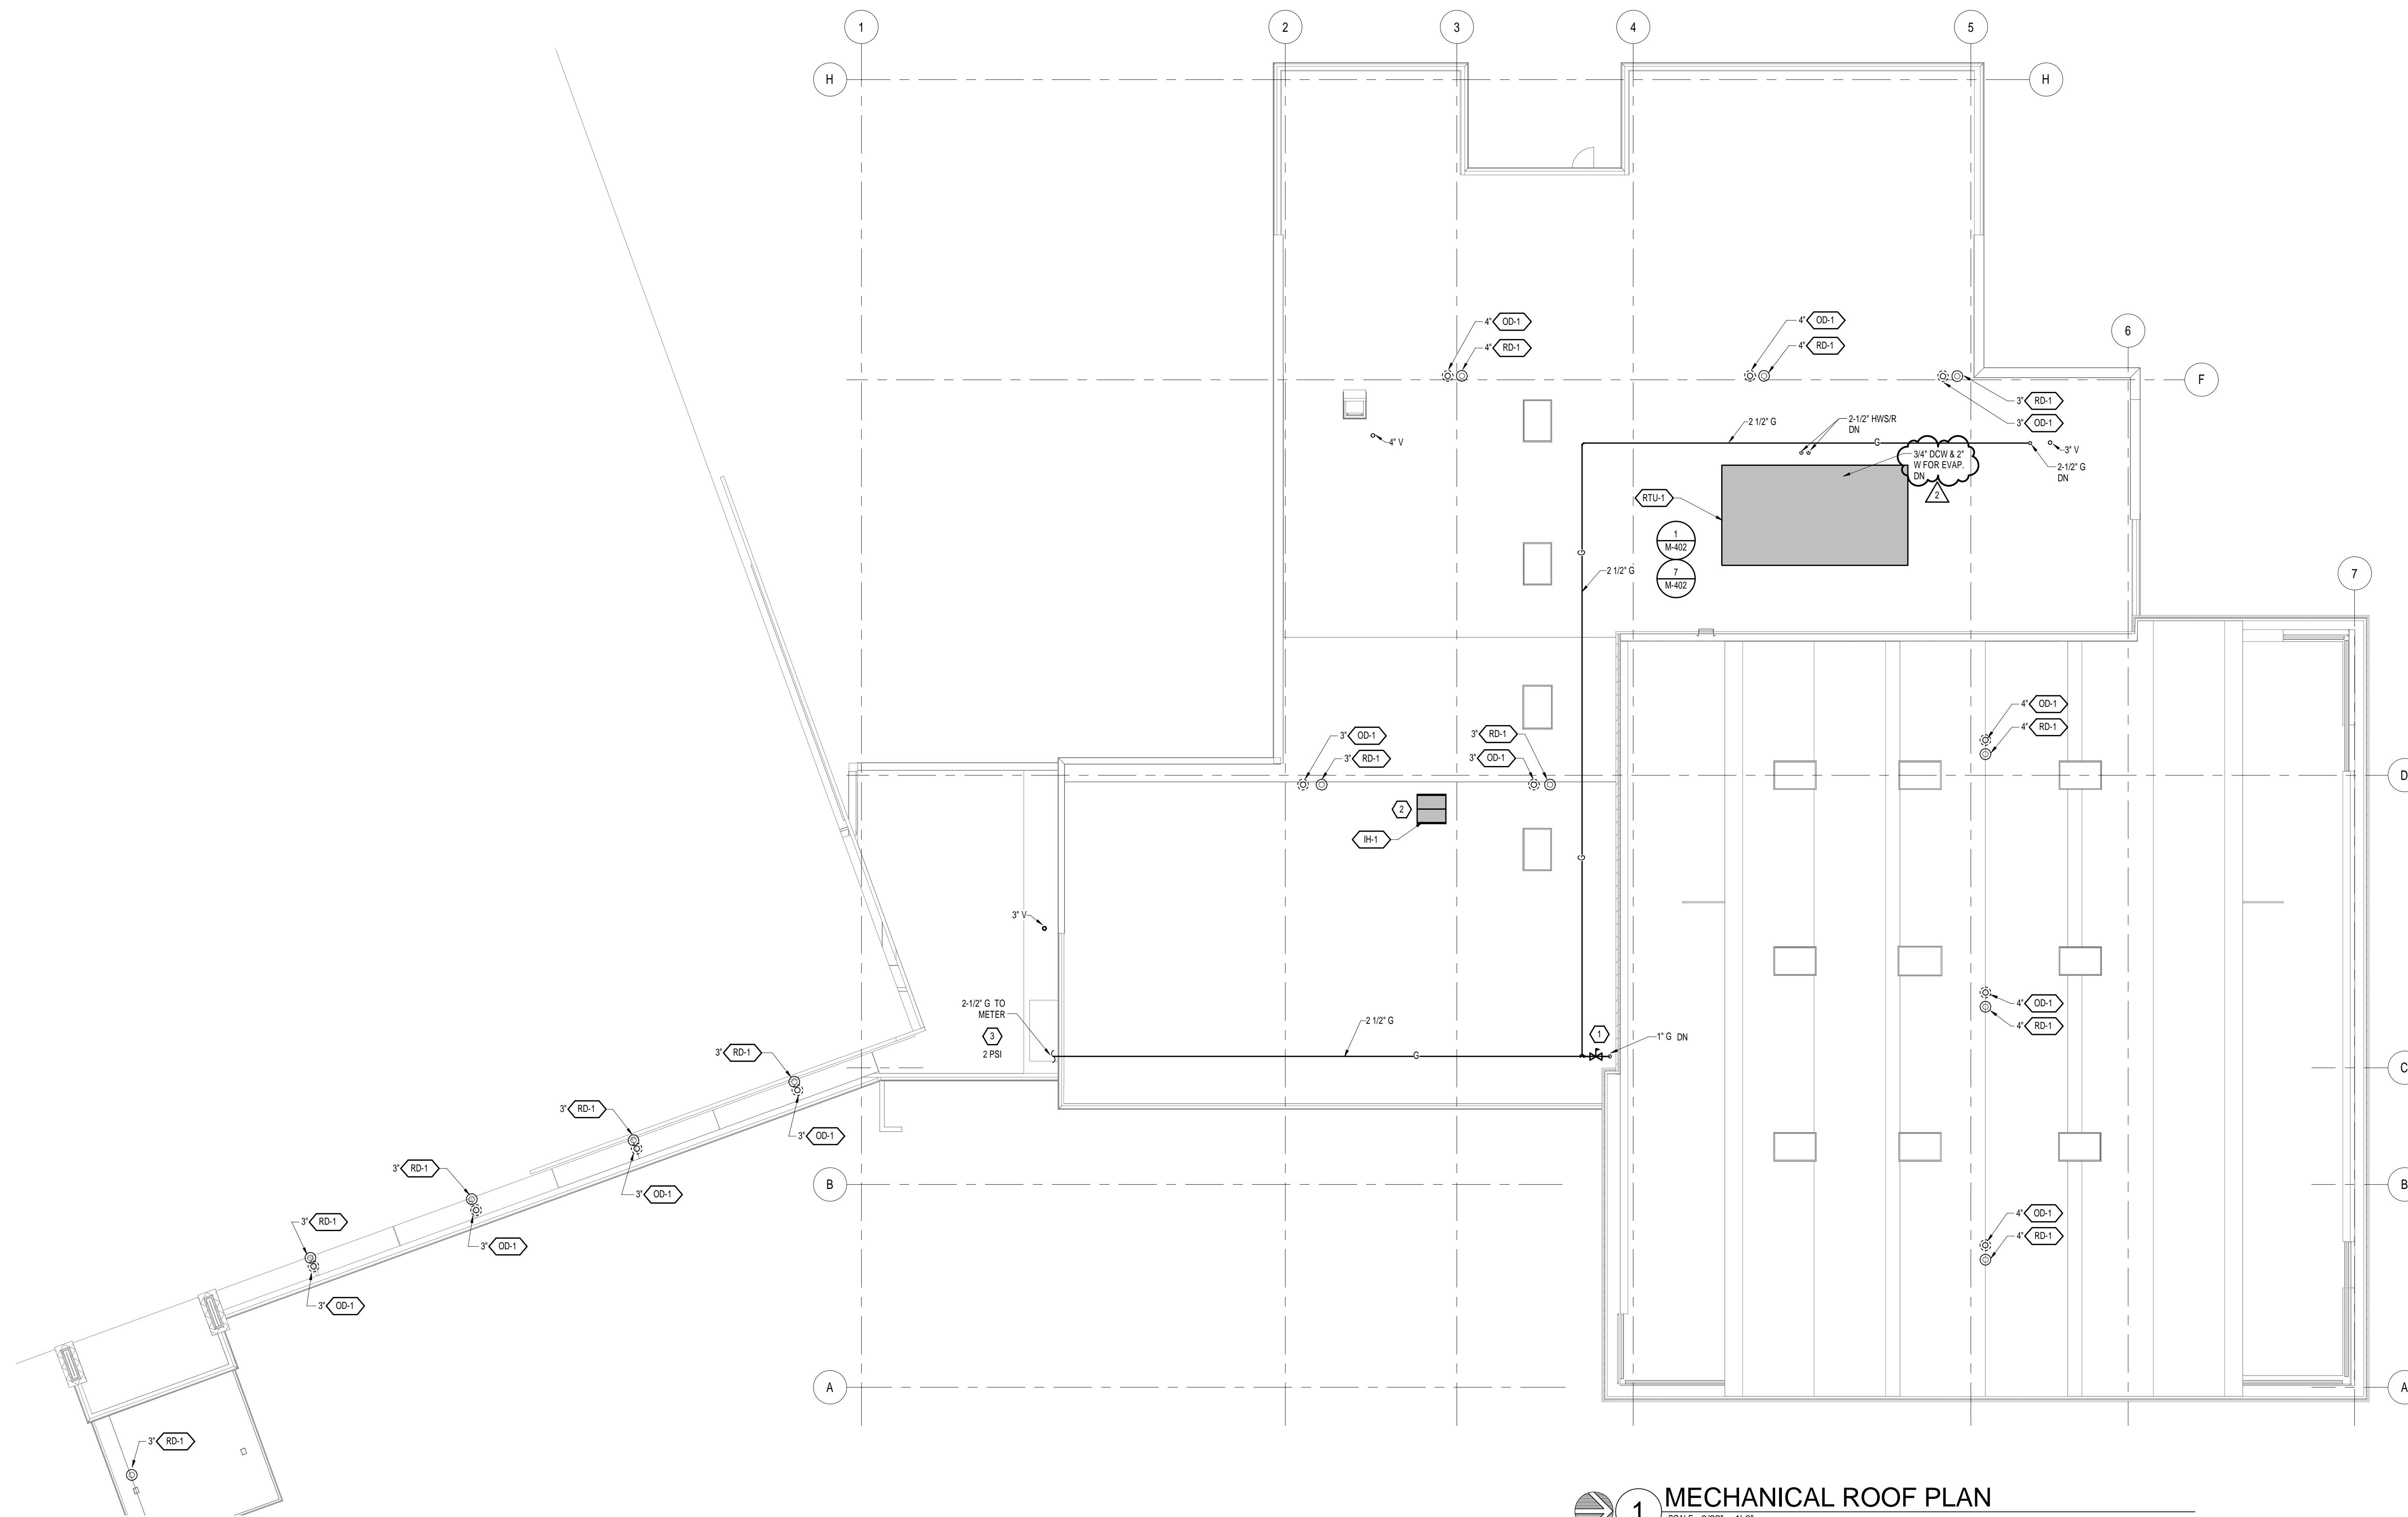 1
2
3
4
5
H
H
4" OD-1
4" RD-1
4" OD-1
4" RD-1
6
F
3" RD-1
3" OD-1
4" V
2 1/2" G
2-1/2" HWS/R
DN
G
3/4" DCW & 2"
W FOR EVAP.
DN
2
3" V
2-1/2" G
DN
RTU-1
1
M-402
7
M-402
G
2 1/2" G
7
4" OD-1
4" RD-1
3" OD-1
3" RD-1
3" RD-1
3" OD-1
D
2
IH-1
G
3" V
2-1/2" G TO
METER
3
2 PSI
2 1/2" G
G
1
1" G DN
4" OD-1
4" RD-1
C
3" RD-1
3" OD-1
3" RD-1
3" OD-1
3" RD-1
3" OD-1
3" RD-1
3" OD-1
B
B
4" OD-1
4" RD-1
A
A
3" RD-1
1
MECHANICAL ROOF PLAN